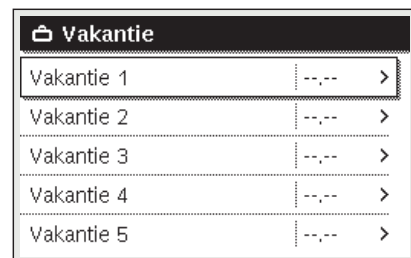 Vakantie
Vakantie 1 --.-- >
Vakantie 2 --.-- >
Vakantie 3 --.-- >
Vakantie 4 --.-- >
Vakantie 5 --.-- >